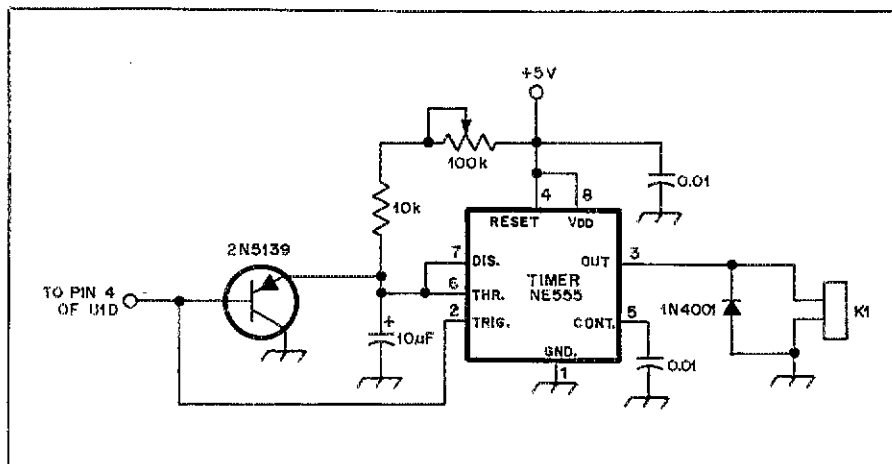 +5V
100k
0.01
10k
4
8
RESET
VDD
2N5139
7
DIS.
TIMER
NE555
OUT
3
6
THR.
TO PIN 4
OF U1D
2
TRIG.
CONT.
5
1N4001
K1
+
10µF
GND.
1
0.01